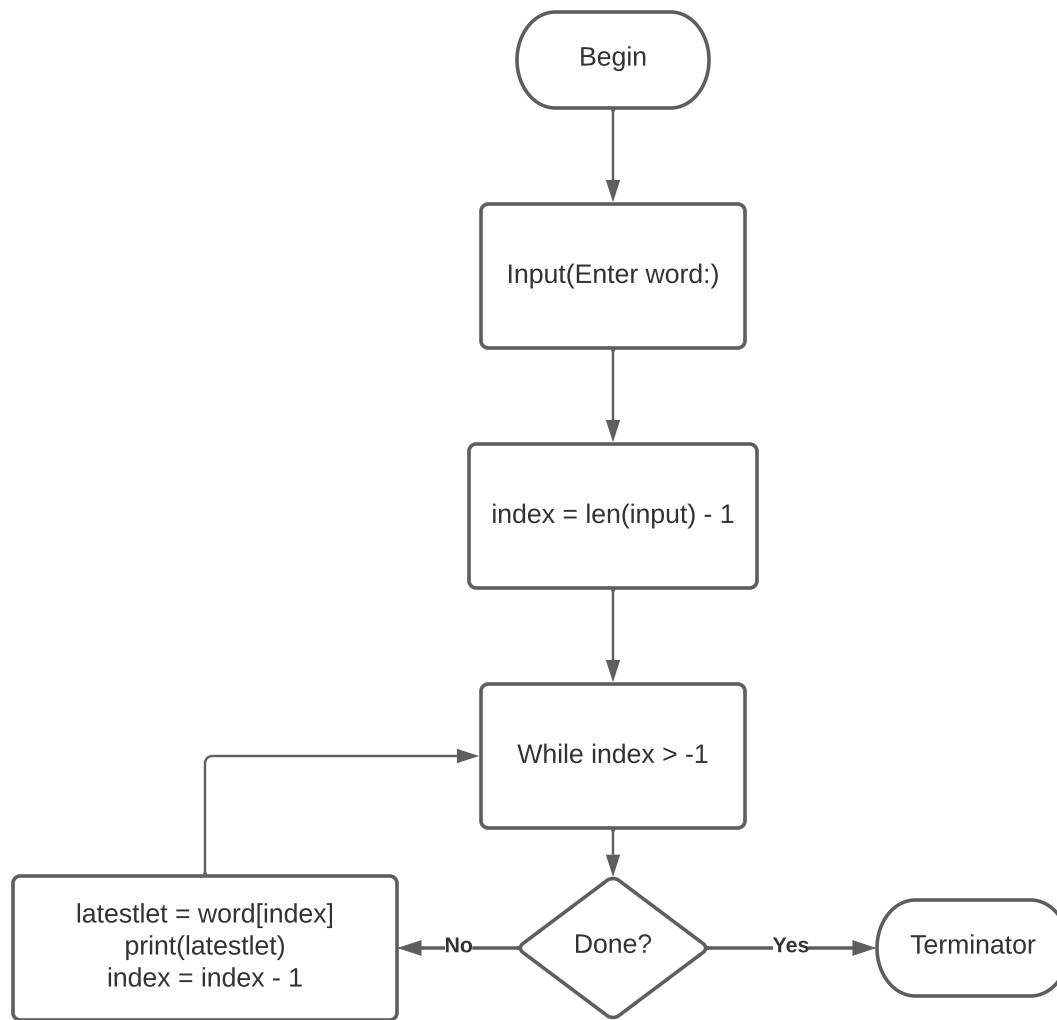 Begin
Input(Enter word:)
index = len(input) - 1
While index > -1
Done?
No
Yes
latestlet = word[index]
print(latestlet)
index = index - 1
Terminator